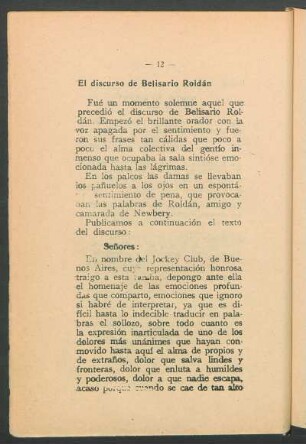 — 12 —
El discurso de Belisario Roldán
Fué un momento solemne aquel que
precedió el discurso de Belisario Rol-
dán. Empezó el brillante orador con la
voz apagada por el sentimiento y fue-
ron sus frases tan cálidas que poco a
poco el alma colectiva del gentío in-
menso que ocupaba la sala sintióse emo-
cionada hasta las lágrimas.
En los palcos las damas se llevaban
los pañuelos a los ojos en un espontá-
sentimiento de pena, que provoca-
ban las palabras de Roldán, amigo y
camarada de Newbery.
Publicamos a continuación el texto
del discurso:
Señores:
En nombre del Jockey Club, de Bue-
nos Aires, cuya representación honrosa
traigo a esta deponga ante ella
el homenaje de las emociones profun-
das que comparto, emociones que ignoro
si habré de interpretar, ya que es di-
fícil hasta lo indecible traducir en pala-
bras el sollozo, sobre todo cuanto es
la expresión inarticulada de uno de los
dolores más unánimes que hayan con-
movido hasta aquí el alma de propios y
de extraños, dolor que salva lindes y
fronteras, dolor que enluta a humildes
y poderosos, dolor a que nadie escapa,
acaso porque cuando se cae de tan alto